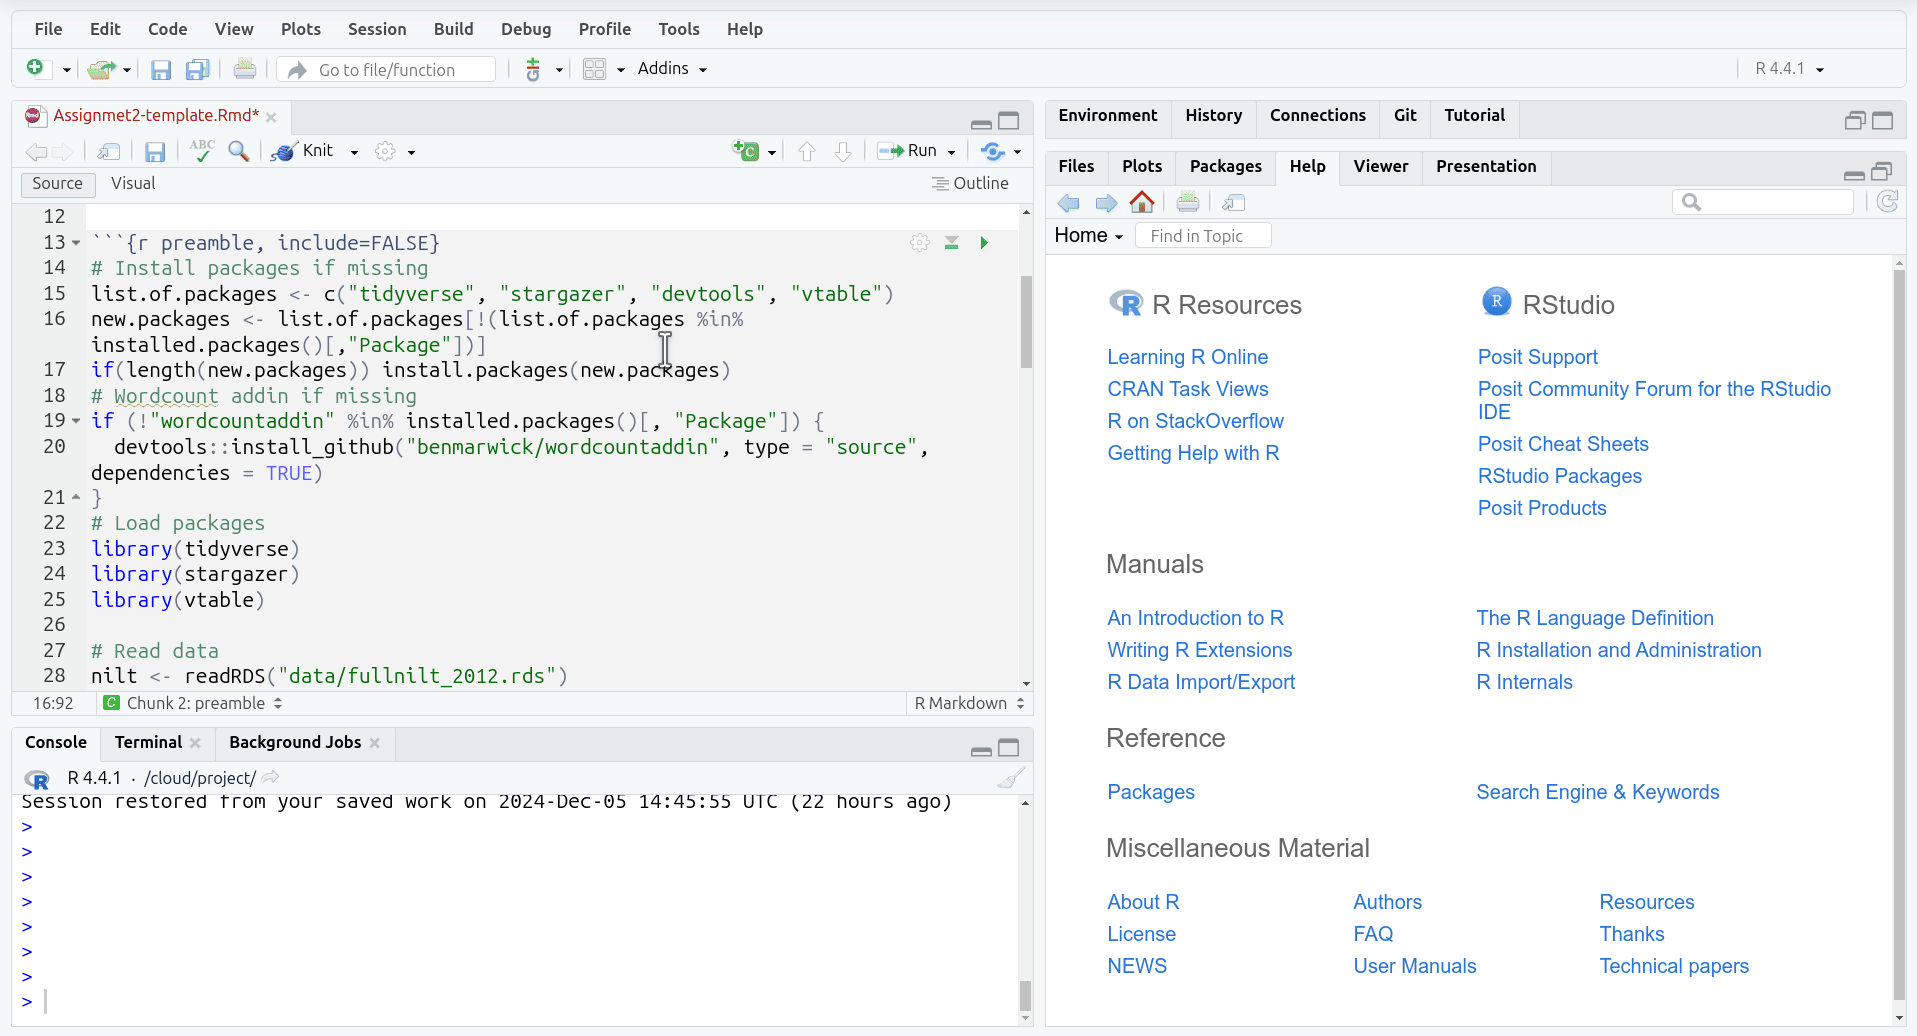 File Edit Code View Plots Session Build Debug Profile Tools Help
Go to file/function Addins R 4.4.1
Assignmet2-template.Rmd*
ABC Knit Run
Source Visual Outline
12
13 ```{r preamble, include=FALSE}
14 # Install packages if missing
15 list.of.packages <- c("tidyverse", "stargazer", "devtools", "vtable")
16 new.packages <- list.of.packages[!(list.of.packages %in%
installed.packages()[,"Package"])]
17 if(length(new.packages)) install.packages(new.packages)
18 # Wordcount addin if missing
19 if (!"wordcountaddin" %in% installed.packages()[, "Package"]) {
20 devtools::install_github("benmarwick/wordcountaddin", type = "source",
dependencies = TRUE)
21 }
22 # Load packages
23 library(tidyverse)
24 library(stargazer)
25 library(vtable)
26
27 # Read data
28 nilt <- readRDS("data/fullnilt_2012.rds")
16:92 C Chunk 2: preamble R Markdown
Console Terminal Background Jobs
R R 4.4.1 · /cloud/project/
Session restored from your saved work on 2024-Dec-05 14:45:55 UTC (22 hours ago)
>
>
>
>
>
>
>
>
Environment History Connections Git Tutorial
Files Plots Packages Help Viewer Presentation
Home Find in Topic
R R Resources
Learning R Online
CRAN Task Views
R on StackOverflow
Getting Help with R
R RStudio
Posit Support
Posit Community Forum for the RStudio
IDE
Posit Cheat Sheets
RStudio Packages
Posit Products
Manuals
An Introduction to R The R Language Definition
Writing R Extensions R Installation and Administration
R Data Import/Export R Internals
Reference
Packages Search Engine & Keywords
Miscellaneous Material
About R Authors Resources
License FAQ Thanks
NEWS User Manuals Technical papers